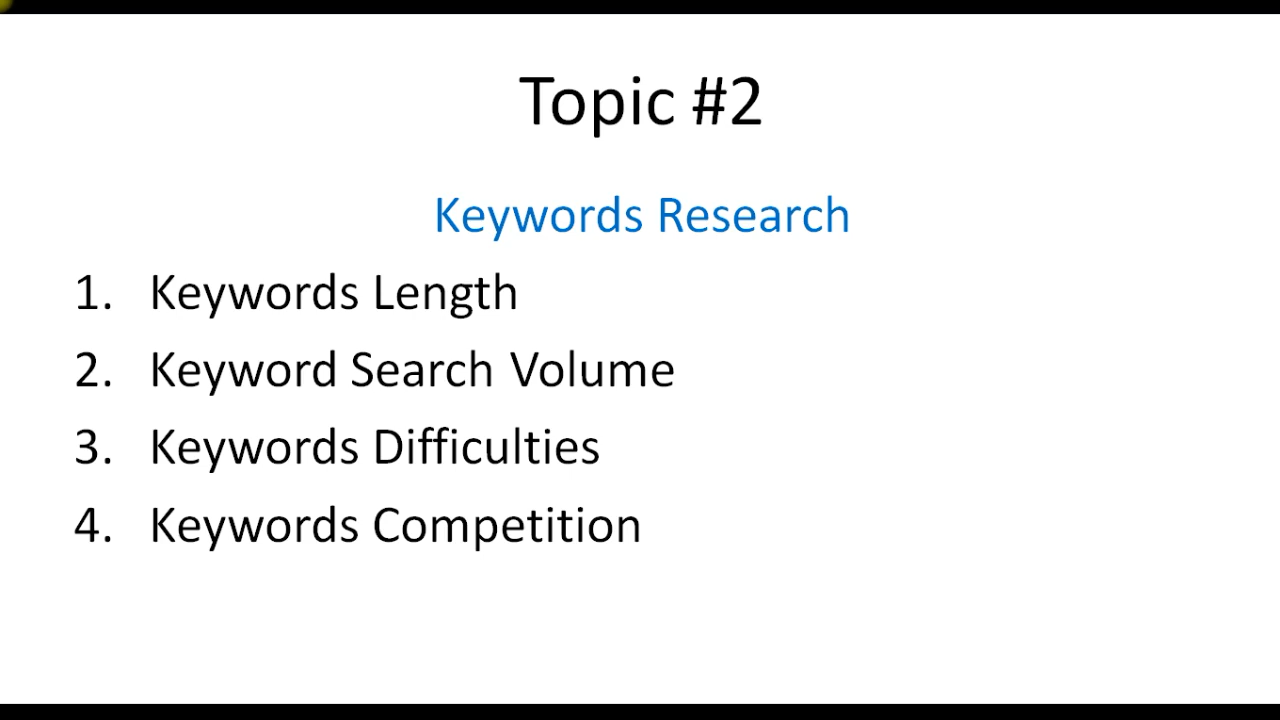 Topic #2
Keywords Research
1. Keywords Length
2. Keyword Search Volume
3. Keywords Difficulties
4. Keywords Competition